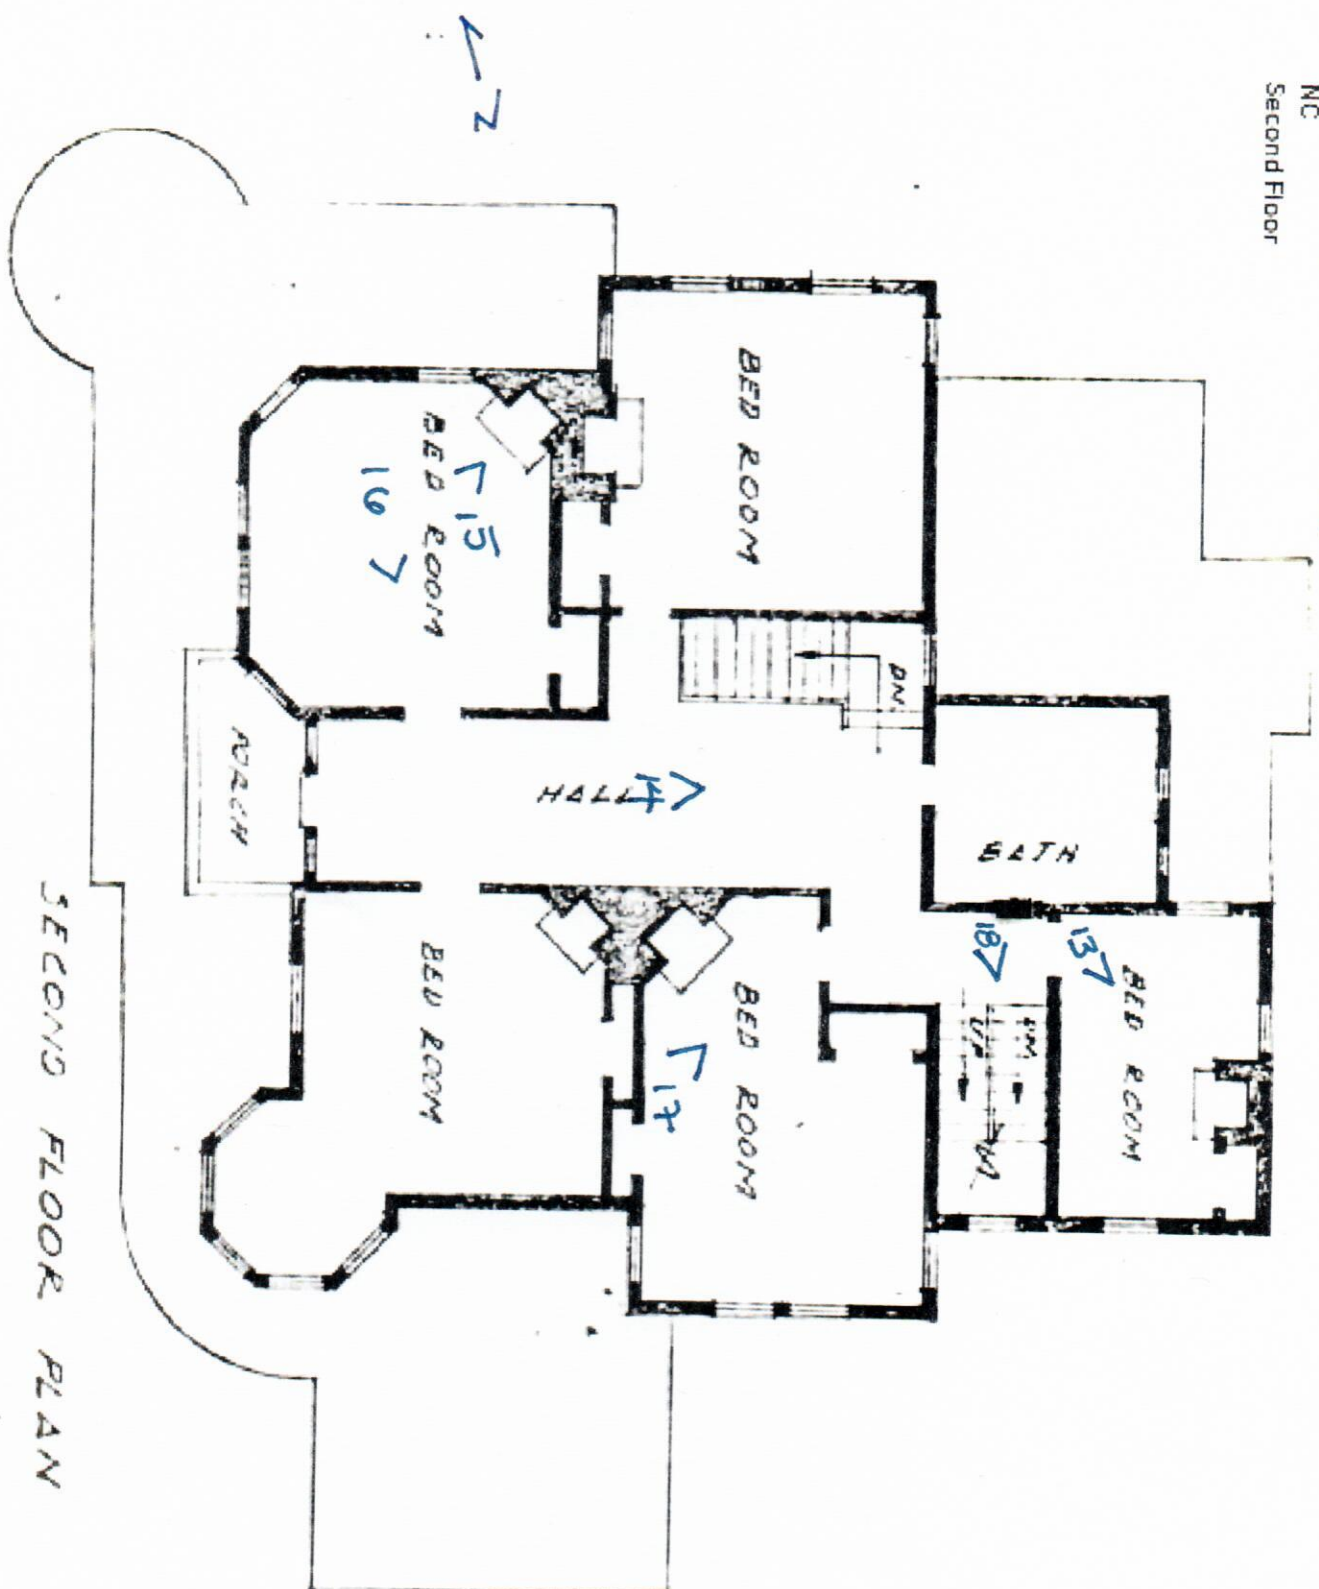 NC
Second Floor
N
BED ROOM
BED ROOM
15
16
DN.
PORCH
HALL
14
BATH
18
13
BED ROOM
BED ROOM
BED ROOM
17
UP
SECOND FLOOR PLAN